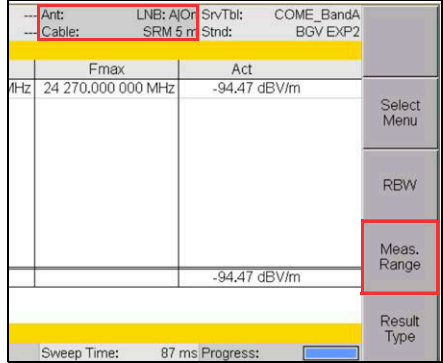 --- Ant: LNB: A|On SrvTbl: COME_BandA
--- Cable: SRM 5 m Stnd: BGV EXP2
Fmax Act
MHz 24 270.000 000 MHz -94.47 dBV/m
Select
Menu
RBW
Meas.
Range
-94.47 dBV/m
Result
Type
Sweep Time: 87 ms Progress: